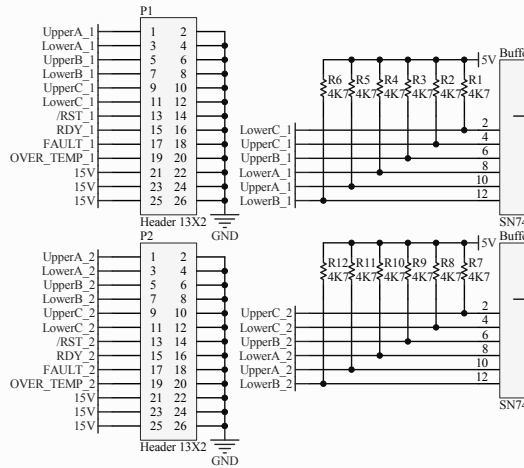 P1
UpperA_1 1 2
LowerA_1 3 4
UpperB_1 5 6
LowerB_1 7 8
UpperC_1 9 10
LowerC_1 11 12
/RST_1 13 14
RDY_1 15 16
FAULT_1 17 18
OVER_TEMP_1 19 20
15V 21 22
15V 23 24
15V 25 26
Header 13X2
GND
5V
R6 R5 R4 R3 R2 R1
4K7 4K7 4K7 4K7 4K7 4K7
LowerC_1 2
UpperC_1 4
UpperB_1 6
LowerA_1 8
UpperA_1 10
LowerB_1 12
Buffe
SN74
P2
UpperA_2 1 2
LowerA_2 3 4
UpperB_2 5 6
LowerB_2 7 8
UpperC_2 9 10
LowerC_2 11 12
/RST_2 13 14
RDY_2 15 16
FAULT_2 17 18
OVER_TEMP_2 19 20
15V 21 22
15V 23 24
15V 25 26
Header 13X2
GND
5V
R12 R11 R10 R9 R8 R7
4K7 4K7 4K7 4K7 4K7 4K7
UpperC_2 2
LowerC_2 4
UpperB_2 6
LowerA_2 8
UpperA_2 10
LowerB_2 12
Buffe
SN74